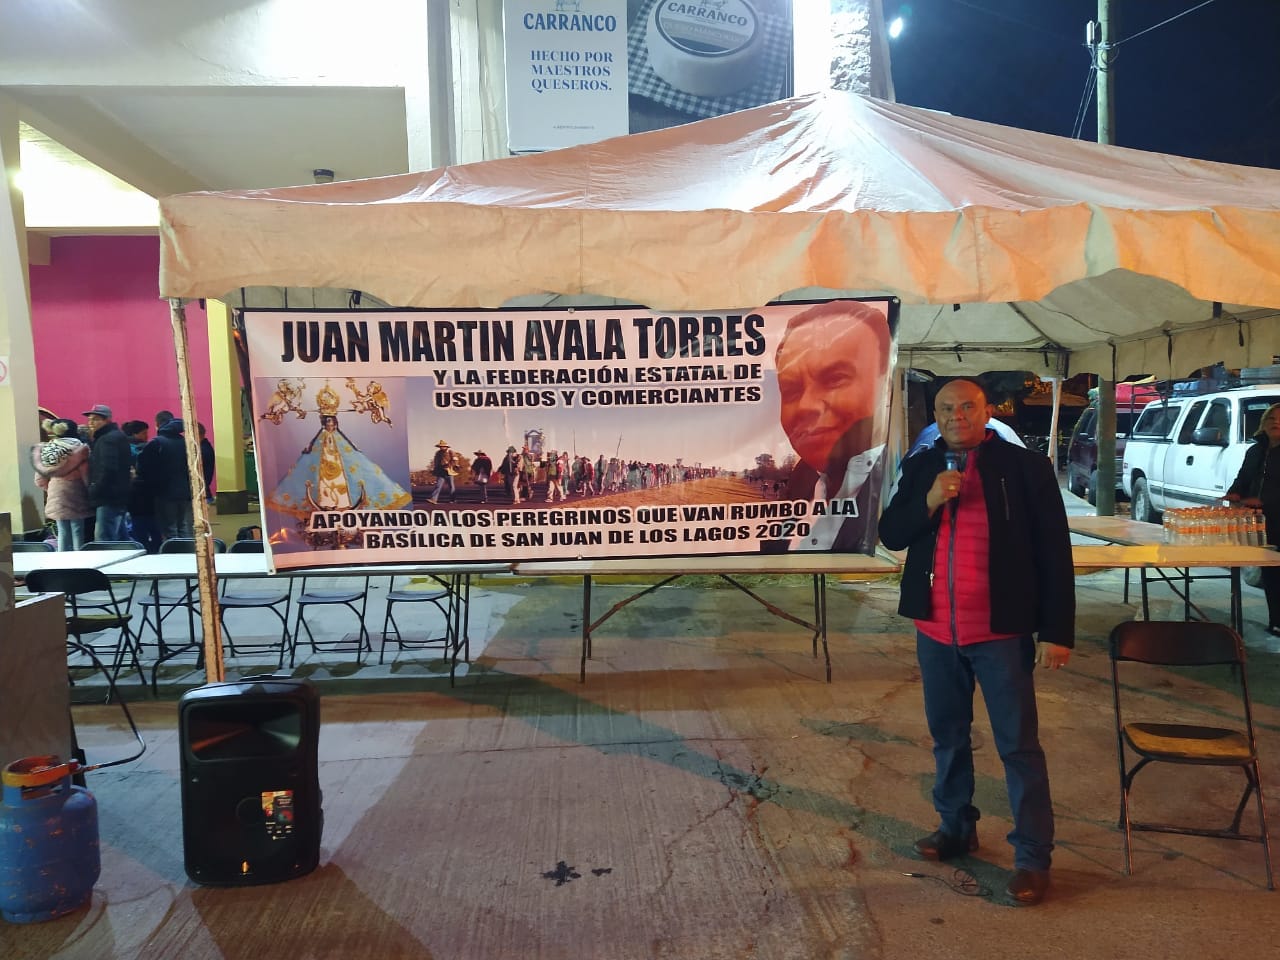 CARRANCO
HECHO POR
MAESTROS
QUESEROS.
CARRANCO
JUAN MARTIN AYALA TORRES
Y LA FEDERACIÓN ESTATAL DE
USUARIOS Y COMERCIANTES
APOYANDO A LOS PEREGRINOS QUE VAN RUMBO A LA
BASÍLICA DE SAN JUAN DE LOS LAGOS 2020